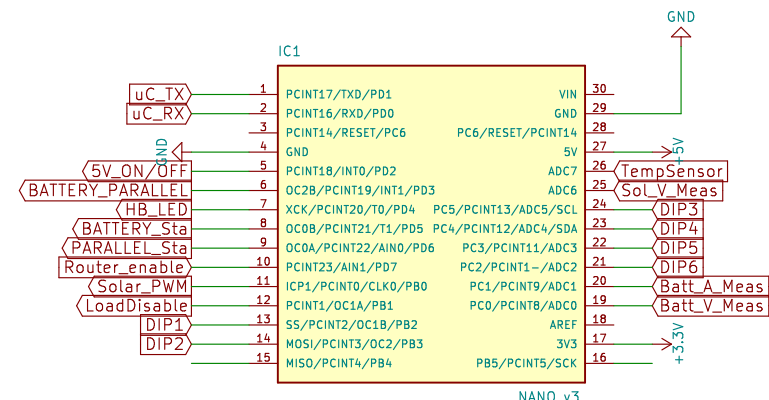 GND
IC1
uC_TX 1 PCINT17/TXD/PD1 VIN 30
uC_RX 2 PCINT16/RXD/PD0 GND 29
3 PCINT14/RESET/PC6 PC6/RESET/PCINT14 28
GND 4 GND 5V 27 +5V
5V_ON/OFF 5 PCINT18/INT0/PD2 ADC7 26 TempSensor
BATTERY_PARALLEL 6 OC2B/PCINT19/INT1/PD3 ADC6 25 Sol_V_Meas
HB_LED 7 XCK/PCINT20/T0/PD4 PC5/PCINT13/ADC5/SCL 24 DIP3
BATTERY_Sta 8 OC0B/PCINT21/T1/PD5 PC4/PCINT12/ADC4/SDA 23 DIP4
PARALLEL_Sta 9 OC0A/PCINT22/AIN0/PD6 PC3/PCINT11/ADC3 22 DIP5
Router_enable 10 PCINT23/AIN1/PD7 PC2/PCINT1-/ADC2 21 DIP6
Solar_PWM 11 ICP1/PCINT0/CLK0/PB0 PC1/PCINT9/ADC1 20 Batt_A_Meas
LoadDisable 12 PCINT1/OC1A/PB1 PC0/PCINT8/ADC0 19 Batt_V_Meas
DIP1 13 SS/PCINT2/OC1B/PB2 AREF 18
DIP2 14 MOSI/PCINT3/OC2/PB3 3V3 17 +3.3V
15 MISO/PCINT4/PB4 PB5/PCINT5/SCK 16
NANO_v3